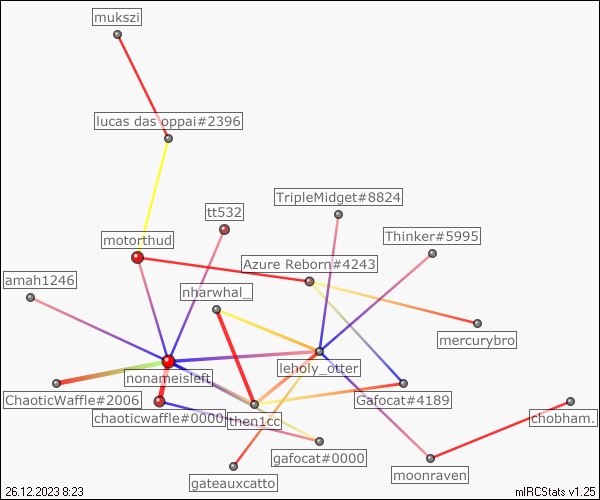 mukszi
lucas das oppai#2396
TripleMidget#8824
tt532
Thinker#5995
motorthud
Azure Reborn#4243
amah1246
nharwhal_
mercurybro
leholy_otter
nonameisleft
ChaoticWaffle#2006
Gafocat#4189
chaoticwaffle#0000
then1cc
chobham.
gafocat#0000
moonraven
gateauxcatto
26.12.2023 8:23
mIRCStats v1.25